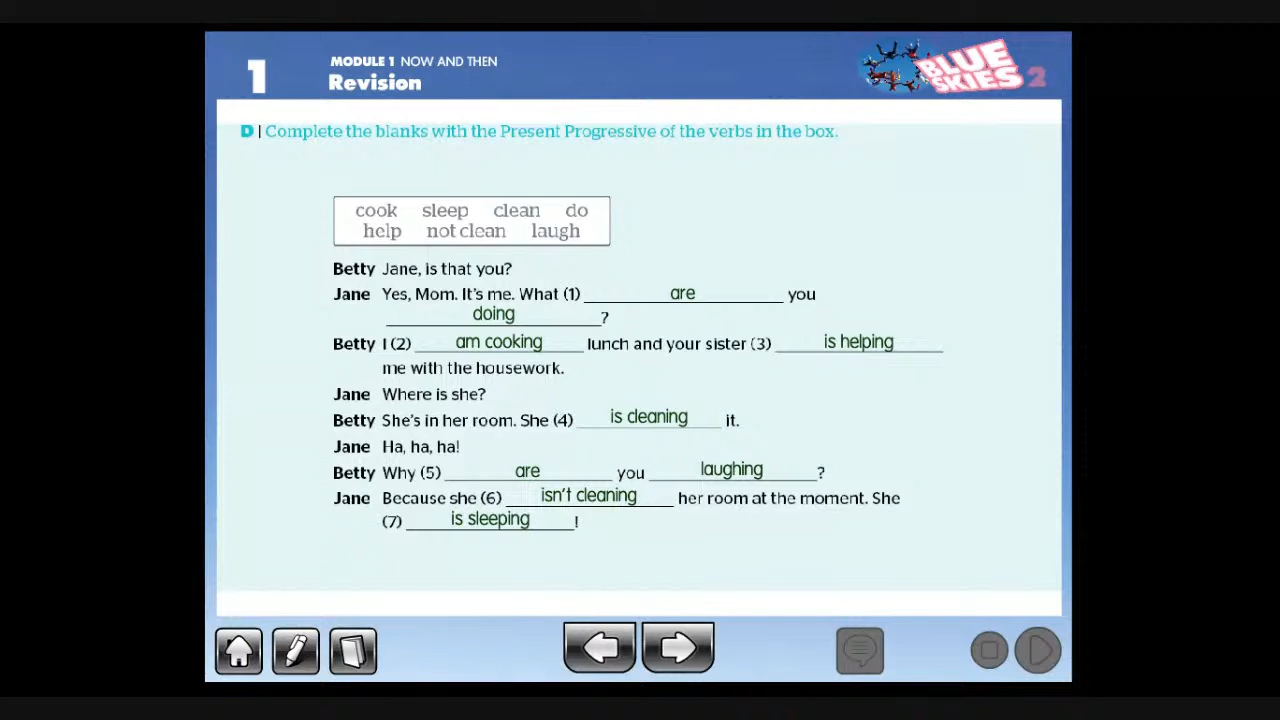 1
MODULE 1 NOW AND THEN
Revision
BLUE
SKIES 2
D | Complete the blanks with the Present Progressive of the verbs in the box.
cook sleep clean do
help not clean laugh
Betty Jane, is that you?
Jane Yes, Mom. It's me. What (1) are you
doing ?
Betty I (2) am cooking lunch and your sister (3) is helping
me with the housework.
Jane Where is she?
Betty She's in her room. She (4) is cleaning it.
Jane Ha, ha, ha!
Betty Why (5) are you laughing ?
Jane Because she (6) isn't cleaning her room at the moment. She
(7) is sleeping !